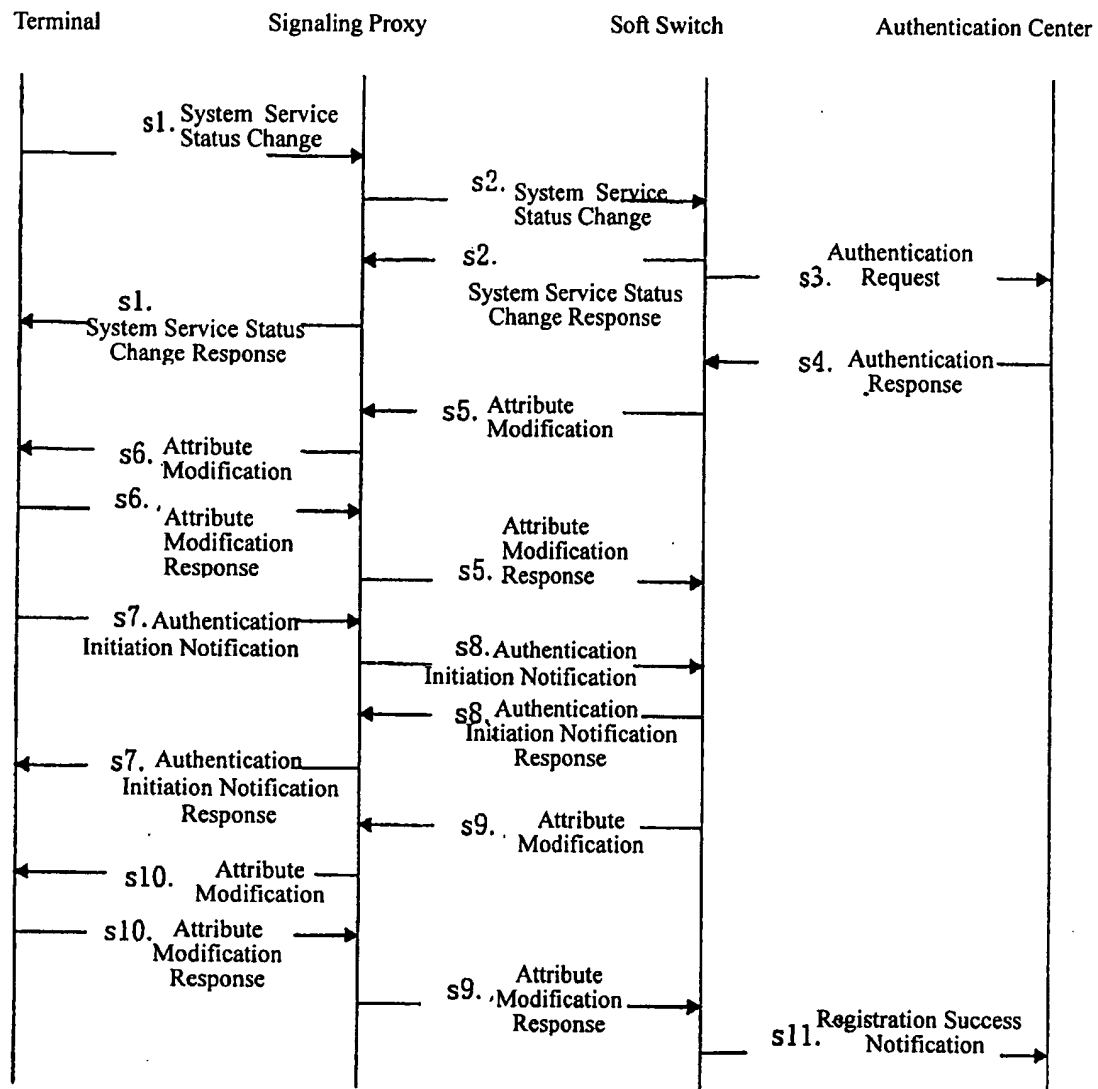 Terminal Signaling Proxy Soft Switch Authentication Center
s1. System Service
Status Change
s2. System Service
Status Change
s2.
System Service Status
Change Response
s3. Authentication
Request
s1.
System Service Status
Change Response
s4. Authentication
Response
s5. Attribute
Modification
s6. Attribute
Modification
s6.
Attribute
Modification
Response
s5. Attribute
Modification
Response
s7. Authentication
Initiation Notification
s8. Authentication
Initiation Notification
s8. Authentication
Initiation Notification
Response
s7. Authentication
Initiation Notification
Response
s9. Attribute
Modification
s10. Attribute
Modification
s10. Attribute
Modification
Response
s9. Attribute
Modification
Response
s11. Registration Success
Notification